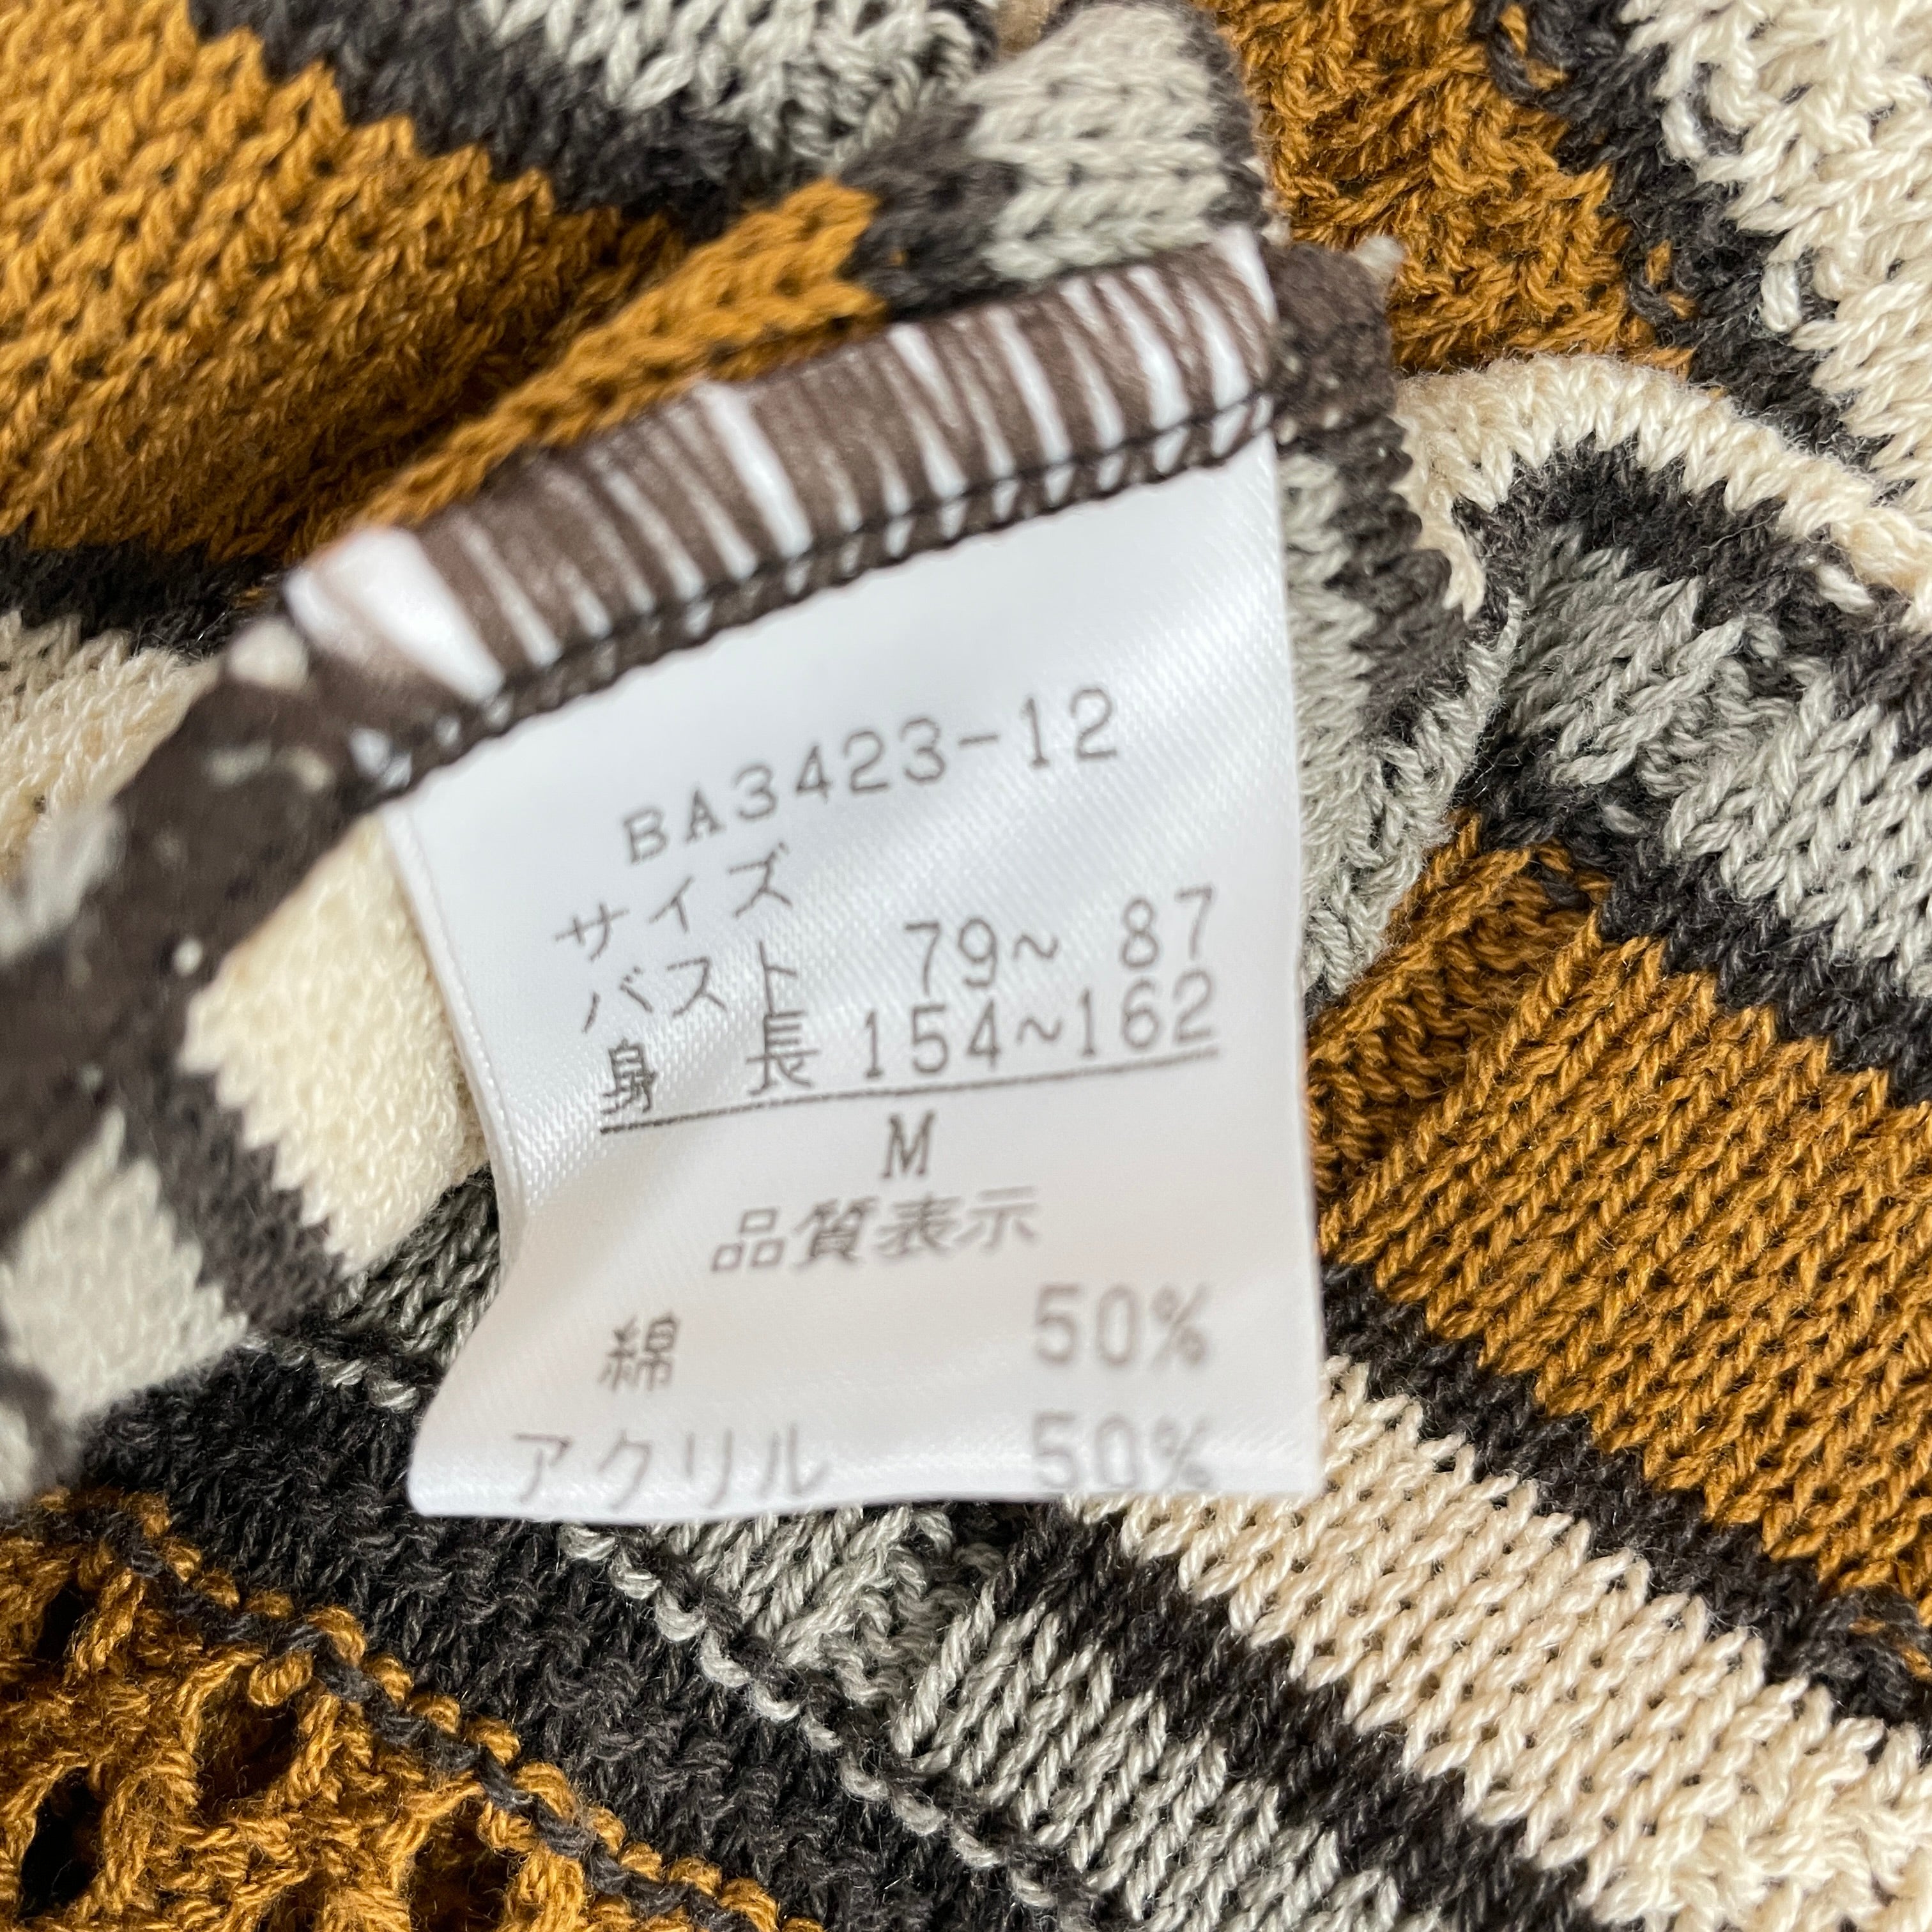 BA3423-12
サイズ
バスト 79~ 87
身 長 154~162
M
品質表示
綿 50%
アクリル 50%